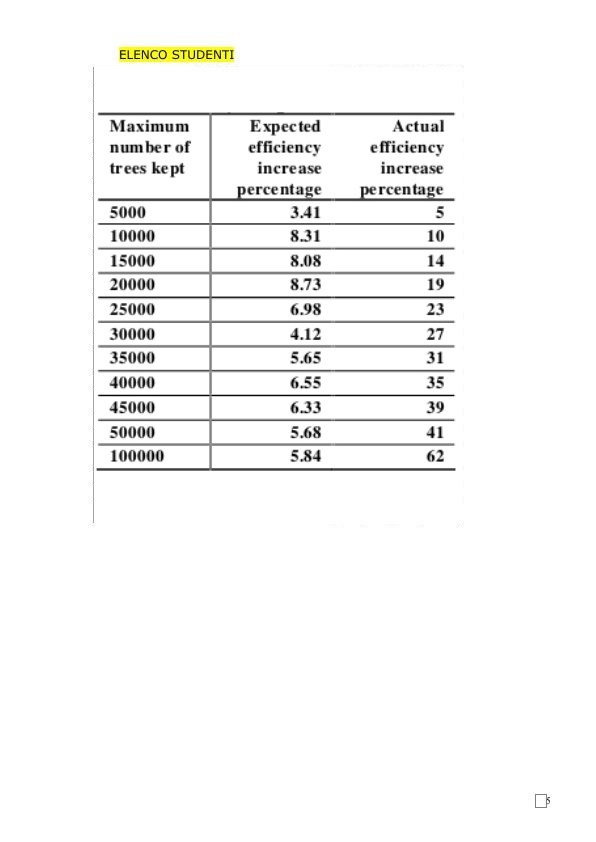 ELENCO STUDENTI
Maximum number of trees kept Expected efficiency increase percentage Actual efficiency increase percentage
5000 3.41 5
10000 8.31 10
15000 8.08 14
20000 8.73 19
25000 6.98 23
30000 4.12 27
35000 5.65 31
40000 6.55 35
45000 6.33 39
50000 5.68 41
100000 5.84 62
5